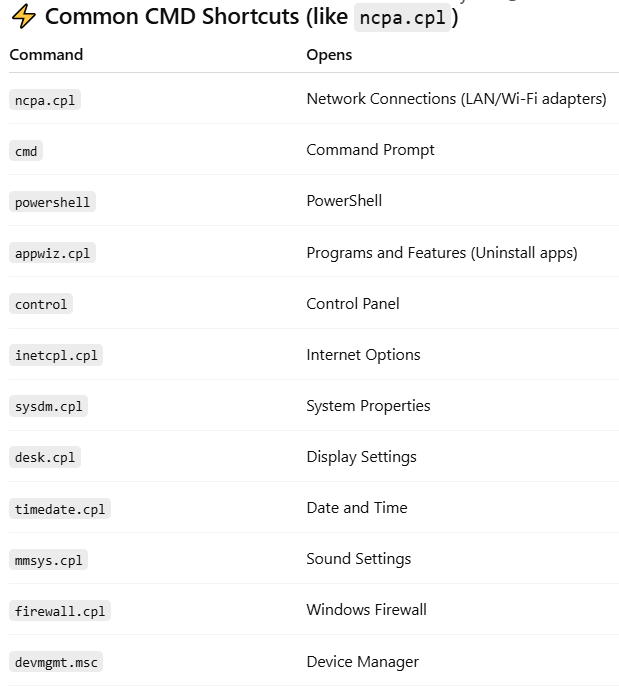 ⚡ Common CMD Shortcuts (like ncpa.cpl)
Command Opens
ncpa.cpl Network Connections (LAN/Wi-Fi adapters)
cmd Command Prompt
powershell PowerShell
appwiz.cpl Programs and Features (Uninstall apps)
control Control Panel
inetcpl.cpl Internet Options
sysdm.cpl System Properties
desk.cpl Display Settings
timedate.cpl Date and Time
mmsys.cpl Sound Settings
firewall.cpl Windows Firewall
devmgmt.msc Device Manager